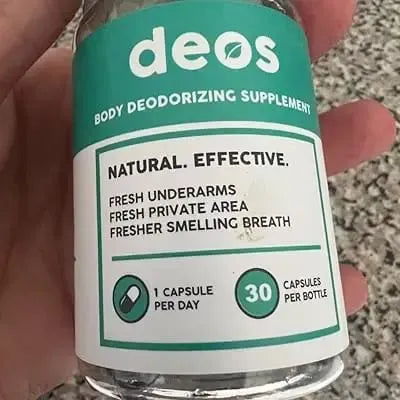 deos
BODY DEODORIZING SUPPLEMENT
NATURAL. EFFECTIVE.
FRESH UNDERARMS
FRESH PRIVATE AREA
FRESHER SMELLING BREATH
1 CAPSULE
PER DAY
30
CAPSULES
PER BOTTLE